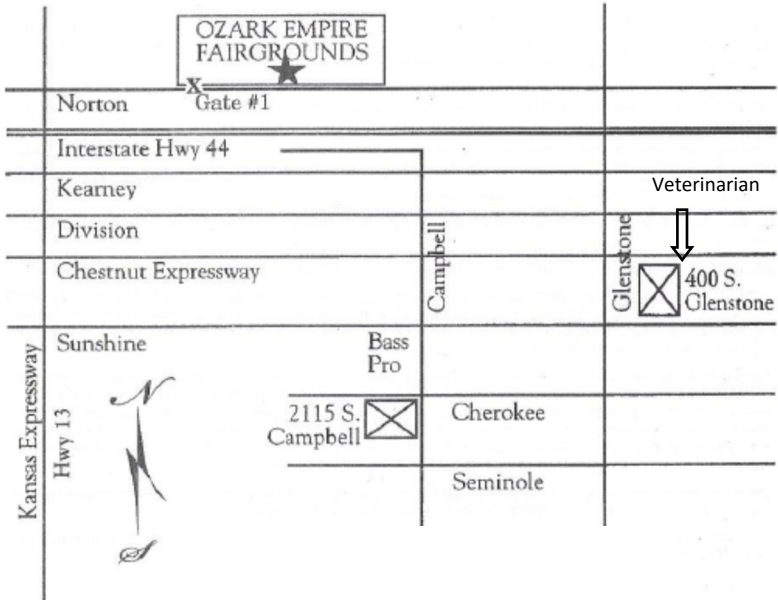 OZARK EMPIRE
FAIRGROUNDS
X
Norton
Gate #1
Interstate Hwy 44
Kearney
Veterinarian
Division
Campbell
Glenstone
Chestnut Expressway
400 S.
Glenstone
Sunshine
Bass
Pro
Kansas Expressway
Hwy 13
N
2115 S.
Campbell
Cherokee
Seminole
S